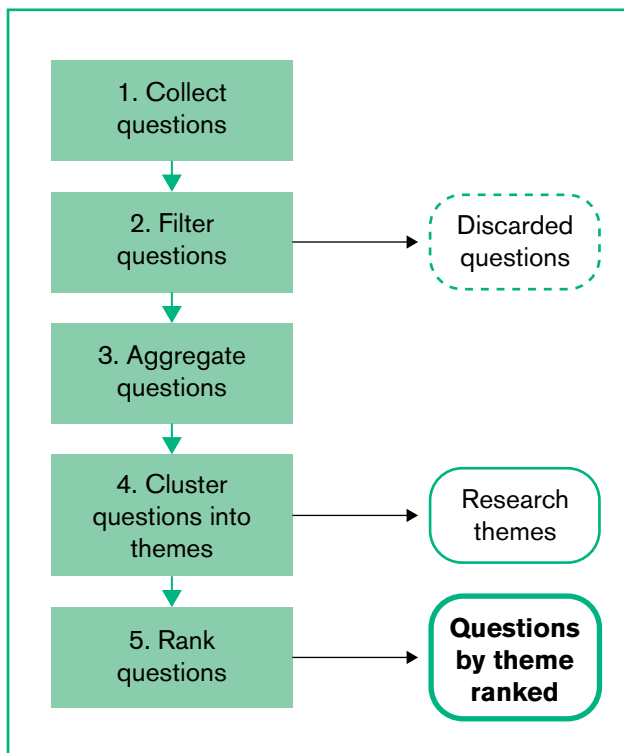 1. Collect
questions
2. Filter
questions
Discarded
questions
3. Aggregate
questions
4. Cluster
questions into
themes
Research
themes
5. Rank
questions
Questions
by theme
ranked